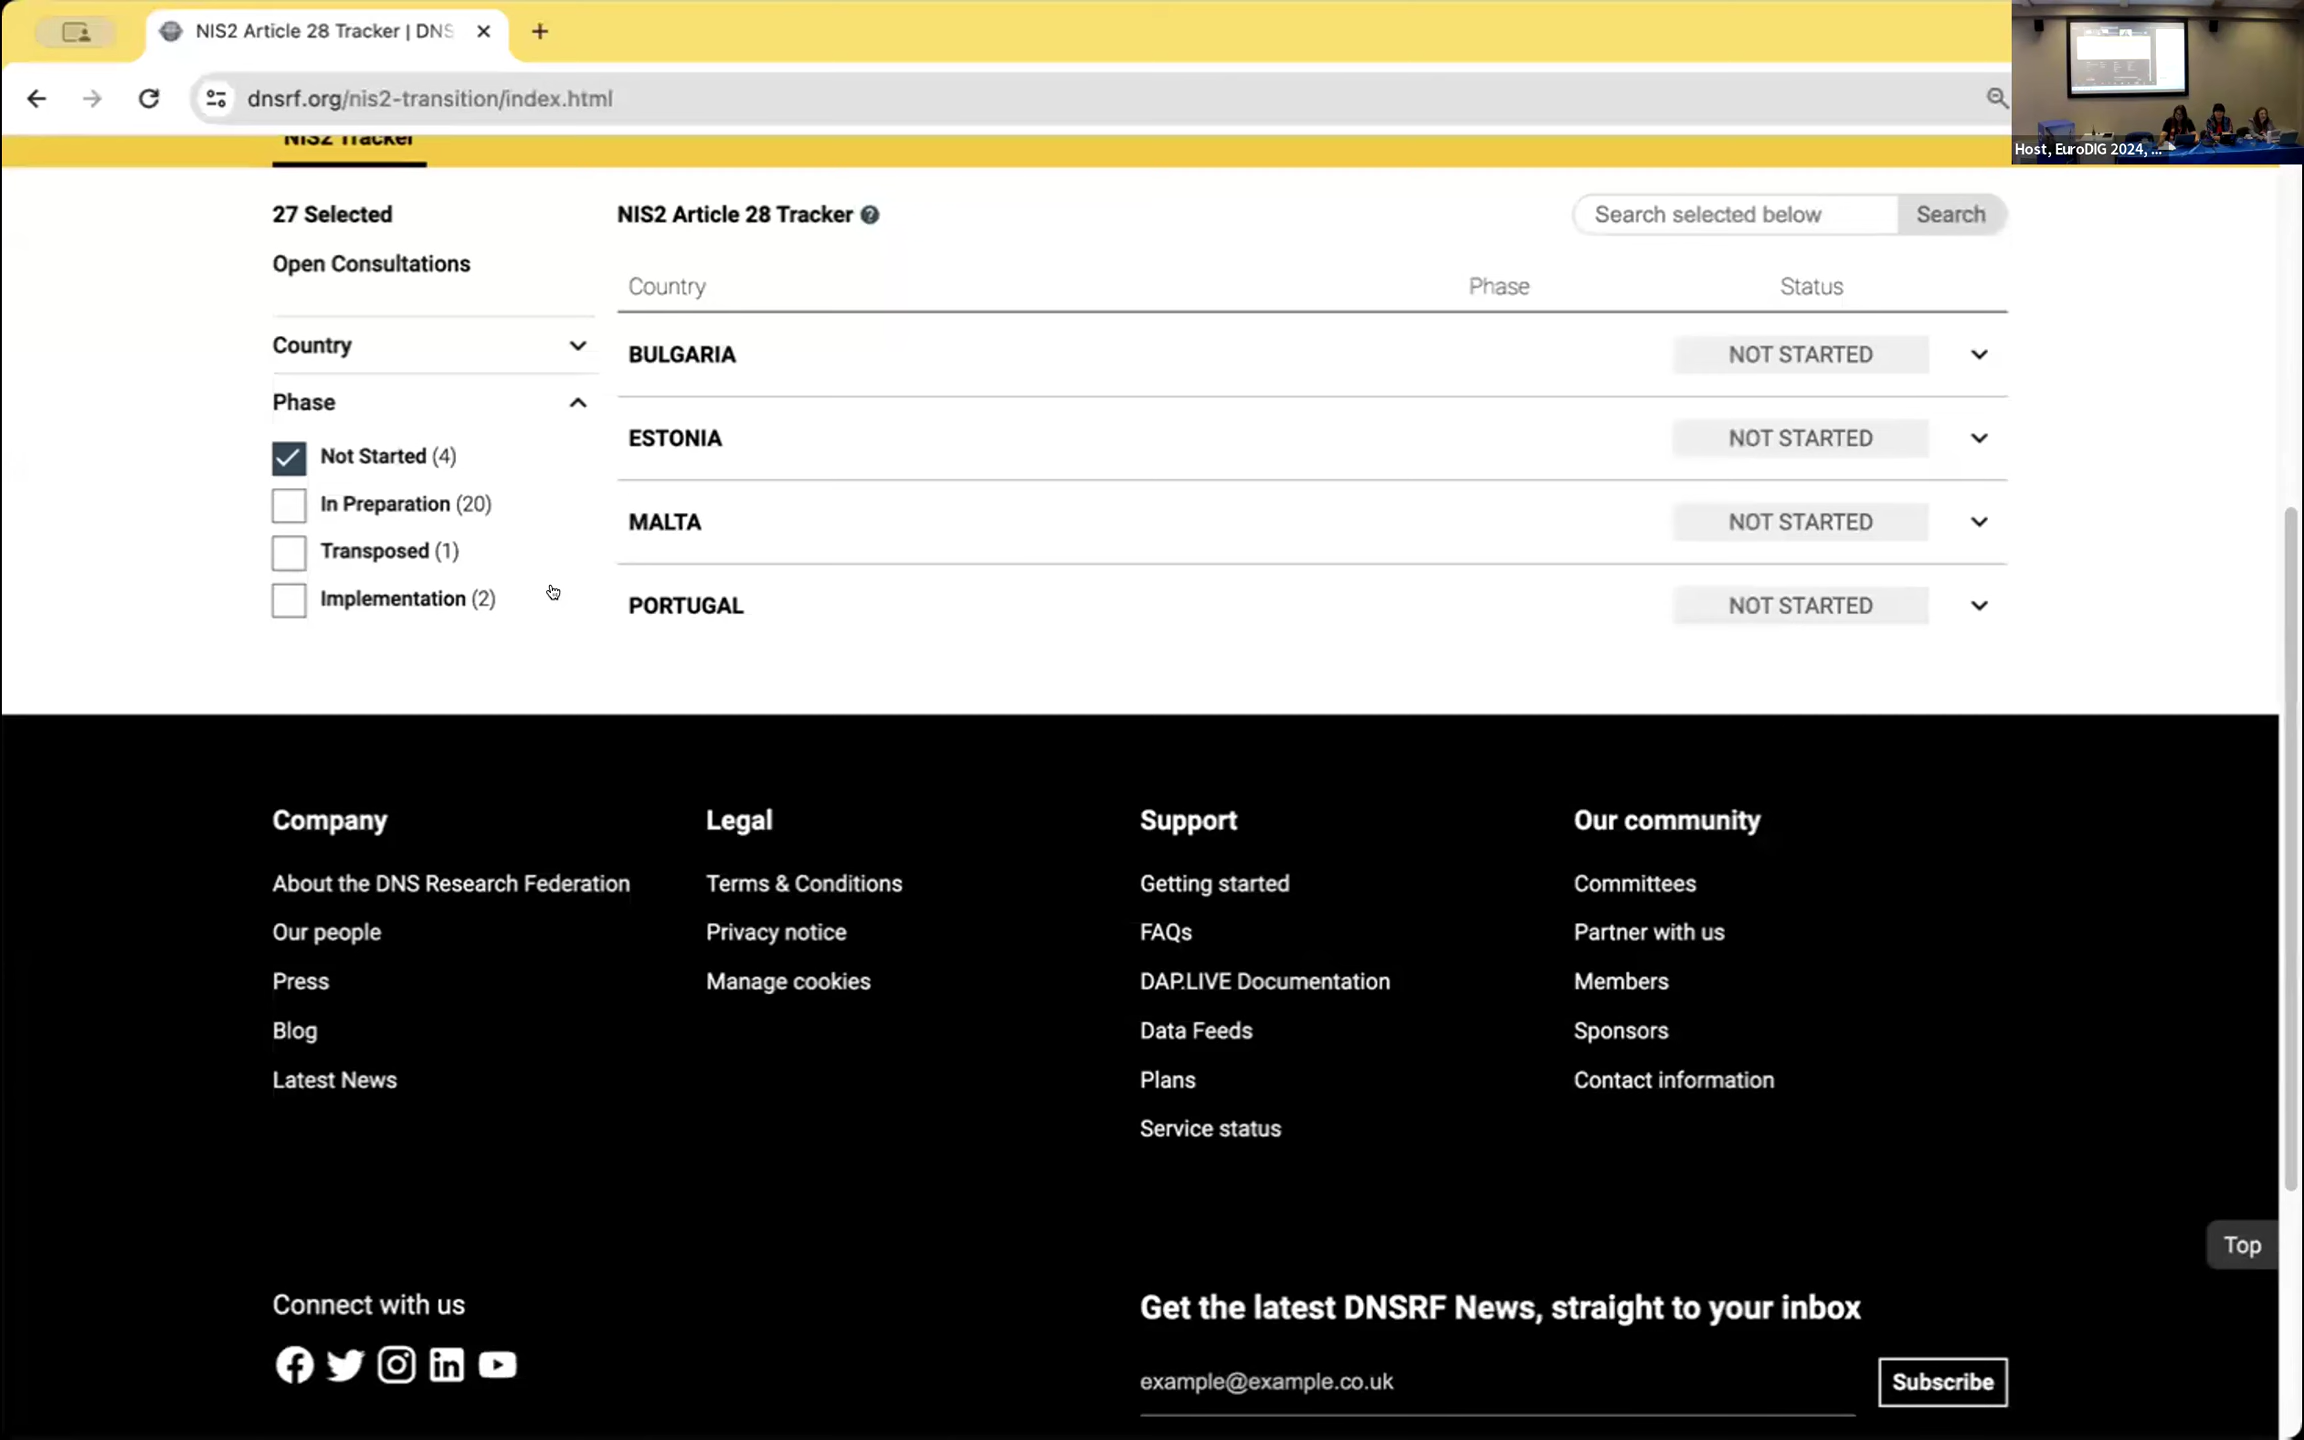 NIS2 Article 28 Tracker | DNS
dnsrf.org/nis2-transition/index.html
Host, EuroDIG 2024, ...
NIS2 Tracker
27 Selected
NIS2 Article 28 Tracker
Search selected below
Search
Open Consultations
Country
Phase
Status
Country
BULGARIA
NOT STARTED
Phase
ESTONIA
NOT STARTED
Not Started (4)
In Preparation (20)
MALTA
NOT STARTED
Transposed (1)
Implementation (2)
PORTUGAL
NOT STARTED
Company
About the DNS Research Federation
Our people
Press
Blog
Latest News
Legal
Terms & Conditions
Privacy notice
Manage cookies
Support
Getting started
FAQs
DAP.LIVE Documentation
Data Feeds
Plans
Service status
Our community
Committees
Partner with us
Members
Sponsors
Contact information
Top
Connect with us
Get the latest DNSRF News, straight to your inbox
example@example.co.uk
Subscribe